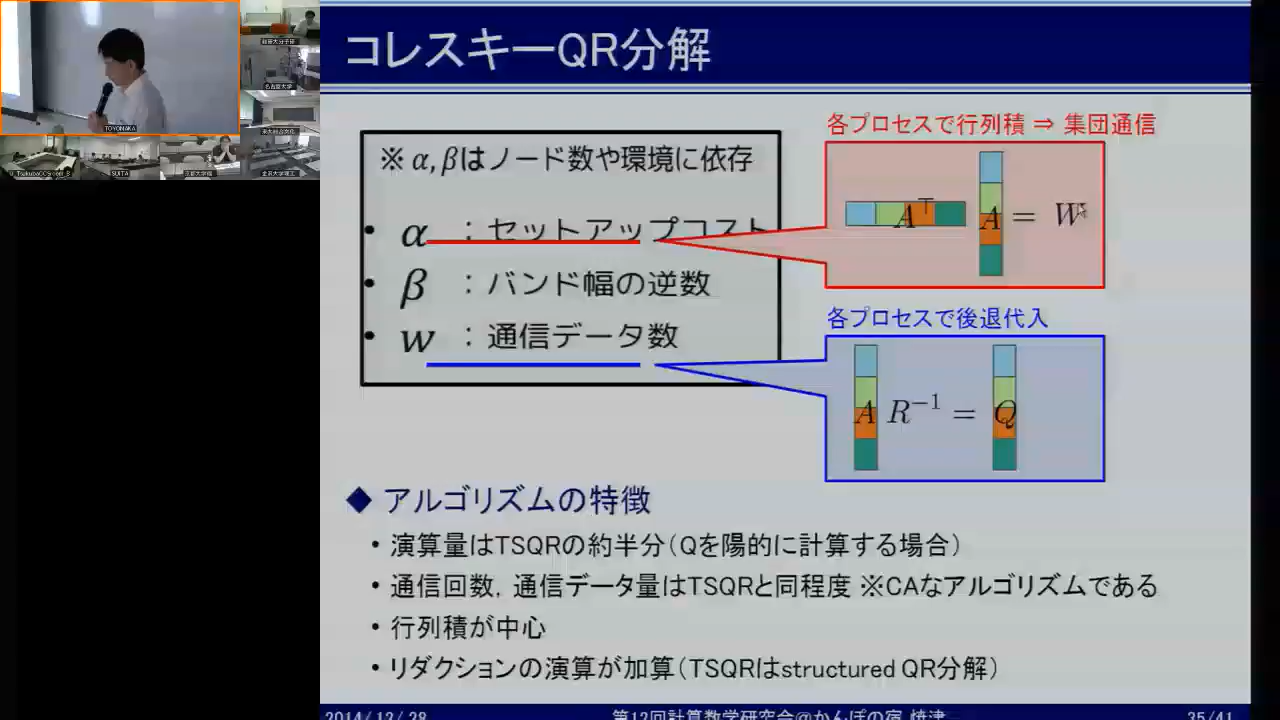 コレスキーQR分解
各プロセスで行列積 ⇒ 集団通信
※ α, βはノード数や環境に依存
• α ：セットアップコスト
• β ：バンド幅の逆数
• w ：通信データ数
A⊤ A = W
各プロセスで後退代入
A R⁻¹ = Q
◆ アルゴリズムの特徴
• 演算量はTSQRの約半分（Qを陽的に計算する場合）
• 通信回数，通信データ量はTSQRと同程度 ※CAなアルゴリズムである
• 行列積が中心
• リダクションの演算が加算（TSQRはstructured QR分解）
2014/12/28
第12回計算数学研究会@かんぽの宿 焼津
35/41
TOYONAKA
名古屋大学
SUITA